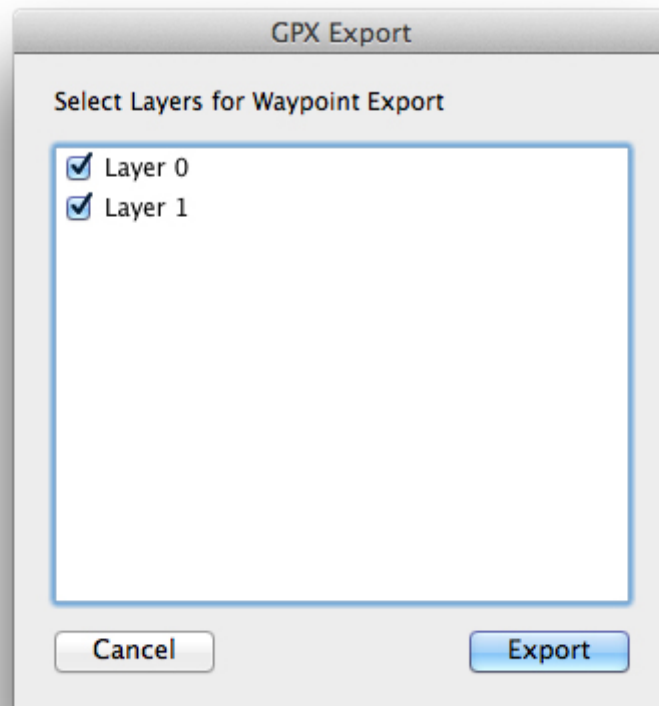 GPX Export
Select Layers for Waypoint Export
Layer 0
Layer 1
Cancel
Export